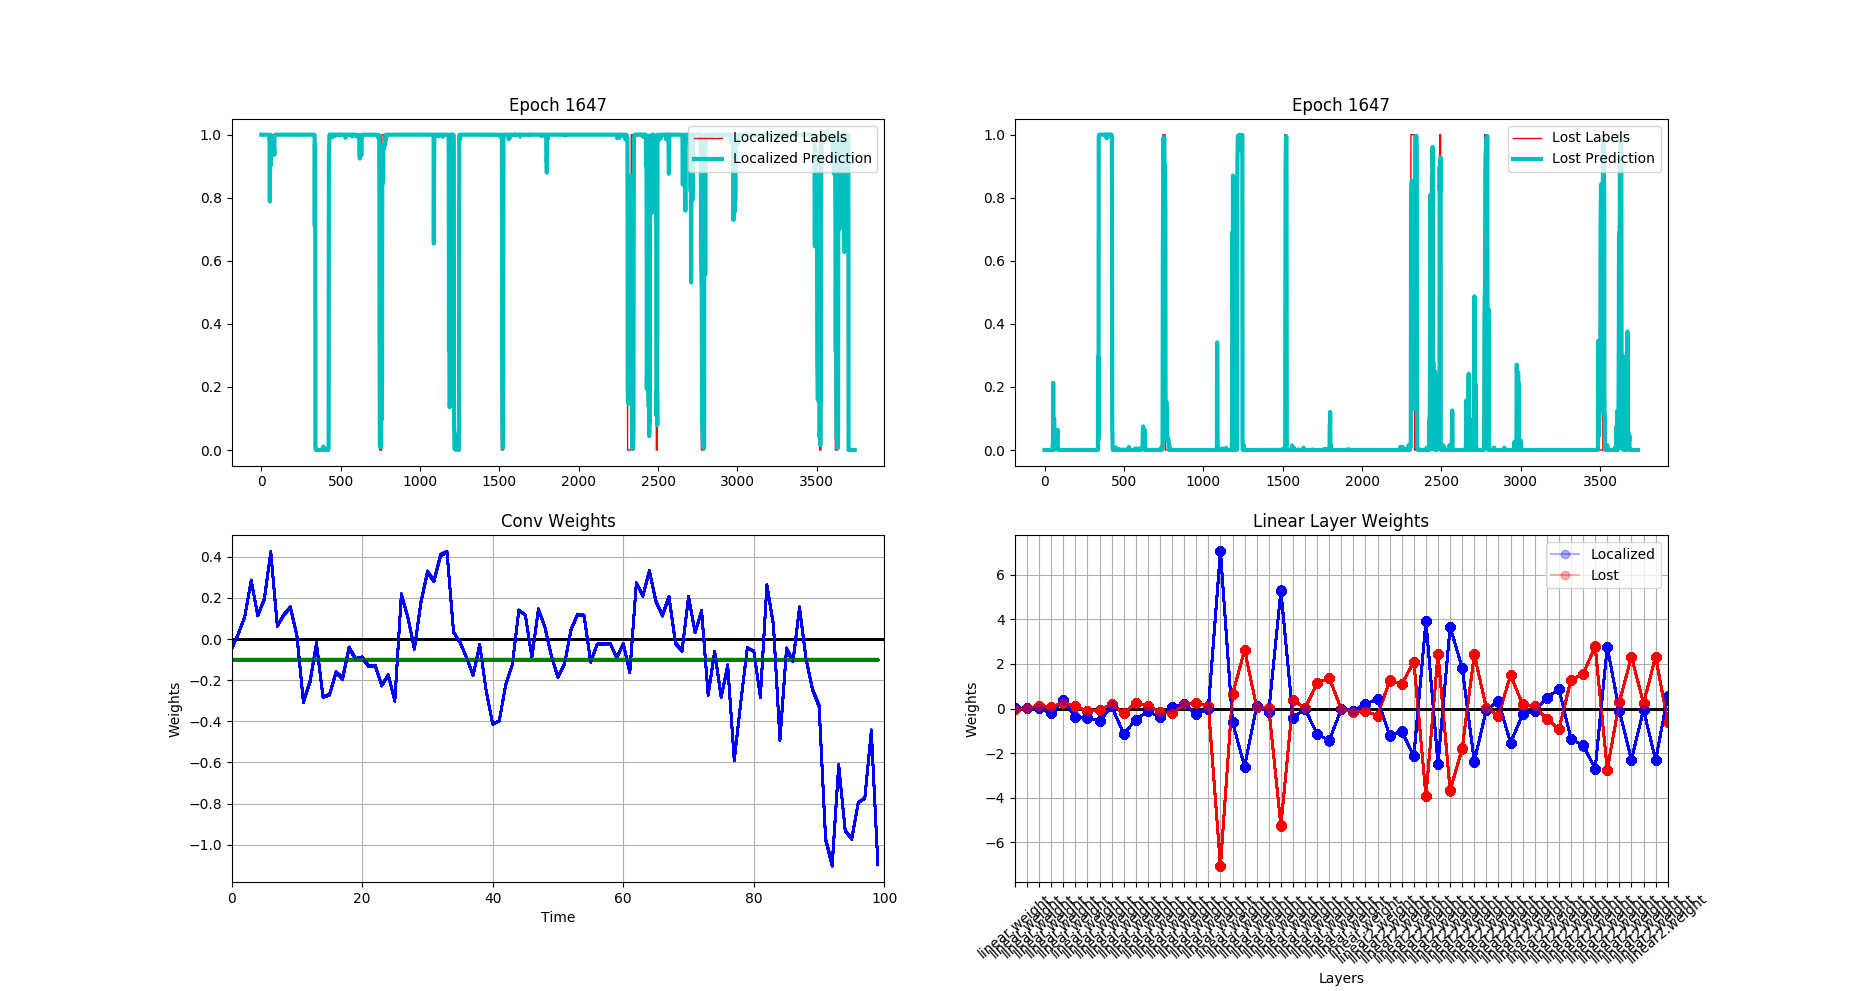 Epoch 1647
1.0
0.8
0.6
0.4
0.2
0.0
Localized Labels
Localized Prediction
0 500 1000 1500 2000 2500 3000 3500
Epoch 1647
1.0
0.8
0.6
0.4
0.2
0.0
Lost Labels
Lost Prediction
0 500 1000 1500 2000 2500 3000 3500
Conv Weights
Weights
0.4
0.2
0.0
−0.2
−0.4
−0.6
−0.8
−1.0
0 20 40 60 80 100
Time
Linear Layer Weights
Weights
6
4
2
0
−2
−4
−6
Localized
Lost
linear.weight
linear2.weight
Layers